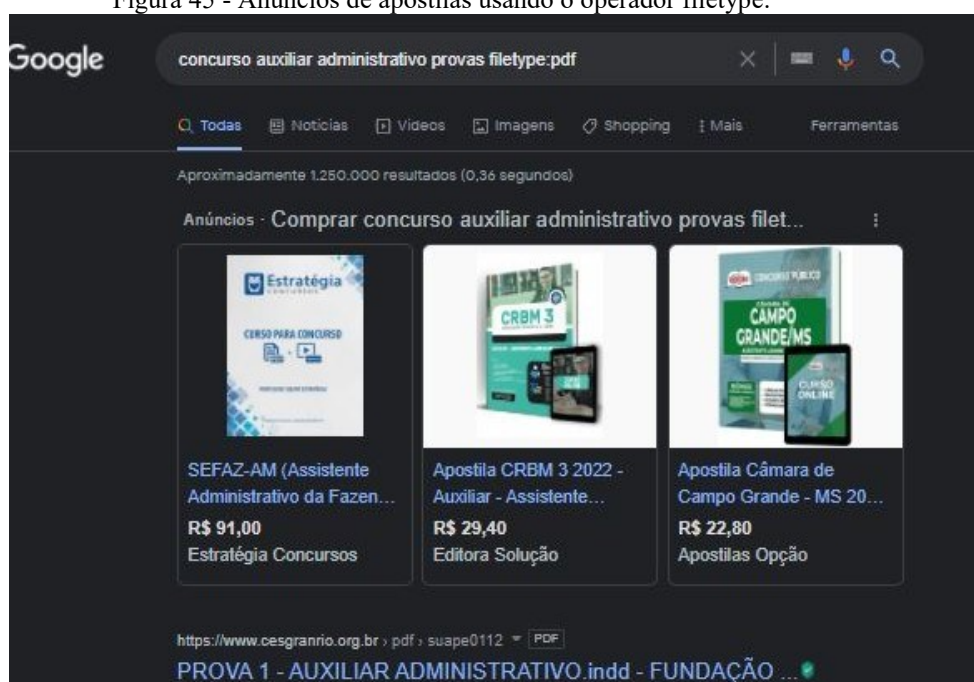 Figura 45 - Anúncios de apostilas usando o operador filetype.
Google
concurso auxiliar administrativo provas filetype:pdf
Todas Notícias Vídeos Imagens Shopping Mais Ferramentas
Aproximadamente 1.250.000 resultados (0,36 segundos)
Anúncios · Comprar concurso auxiliar administrativo provas filet...
Estratégia
CONCURSOS
CURSO PARA CONCURSO
CRBM 3
CONCURSO PÚBLICO
CÂMARA DE
CAMPO
GRANDE/MS
CURSO
ONLINE
SEFAZ-AM (Assistente
Administrativo da Fazen...
R$ 91,00
Estratégia Concursos
Apostila CRBM 3 2022 -
Auxiliar - Assistente...
R$ 29,40
Editora Solução
Apostila Câmara de
Campo Grande - MS 20...
R$ 22,80
Apostilas Opção
https://www.cesgranrio.org.br › pdf › suape0112 PDF
PROVA 1 - AUXILIAR ADMINISTRATIVO.indd - FUNDAÇÃO ...